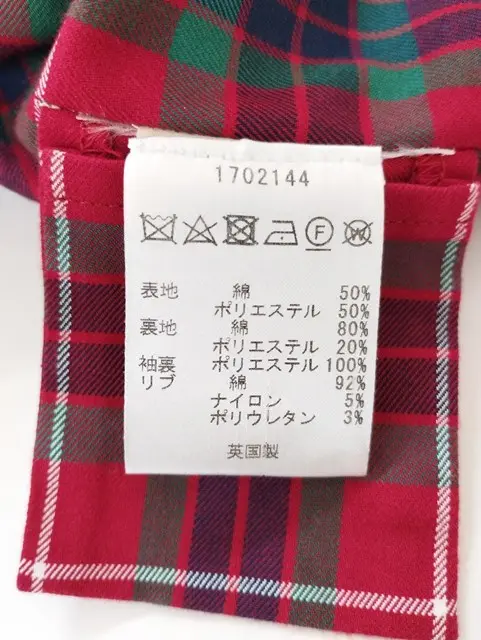 1702144
表地 綿 50%
ポリエステル 50%
裏地 綿 80%
ポリエステル 20%
袖裏 ポリエステル 100%
リブ 綿 92%
ナイロン 5%
ポリウレタン 3%
英国製